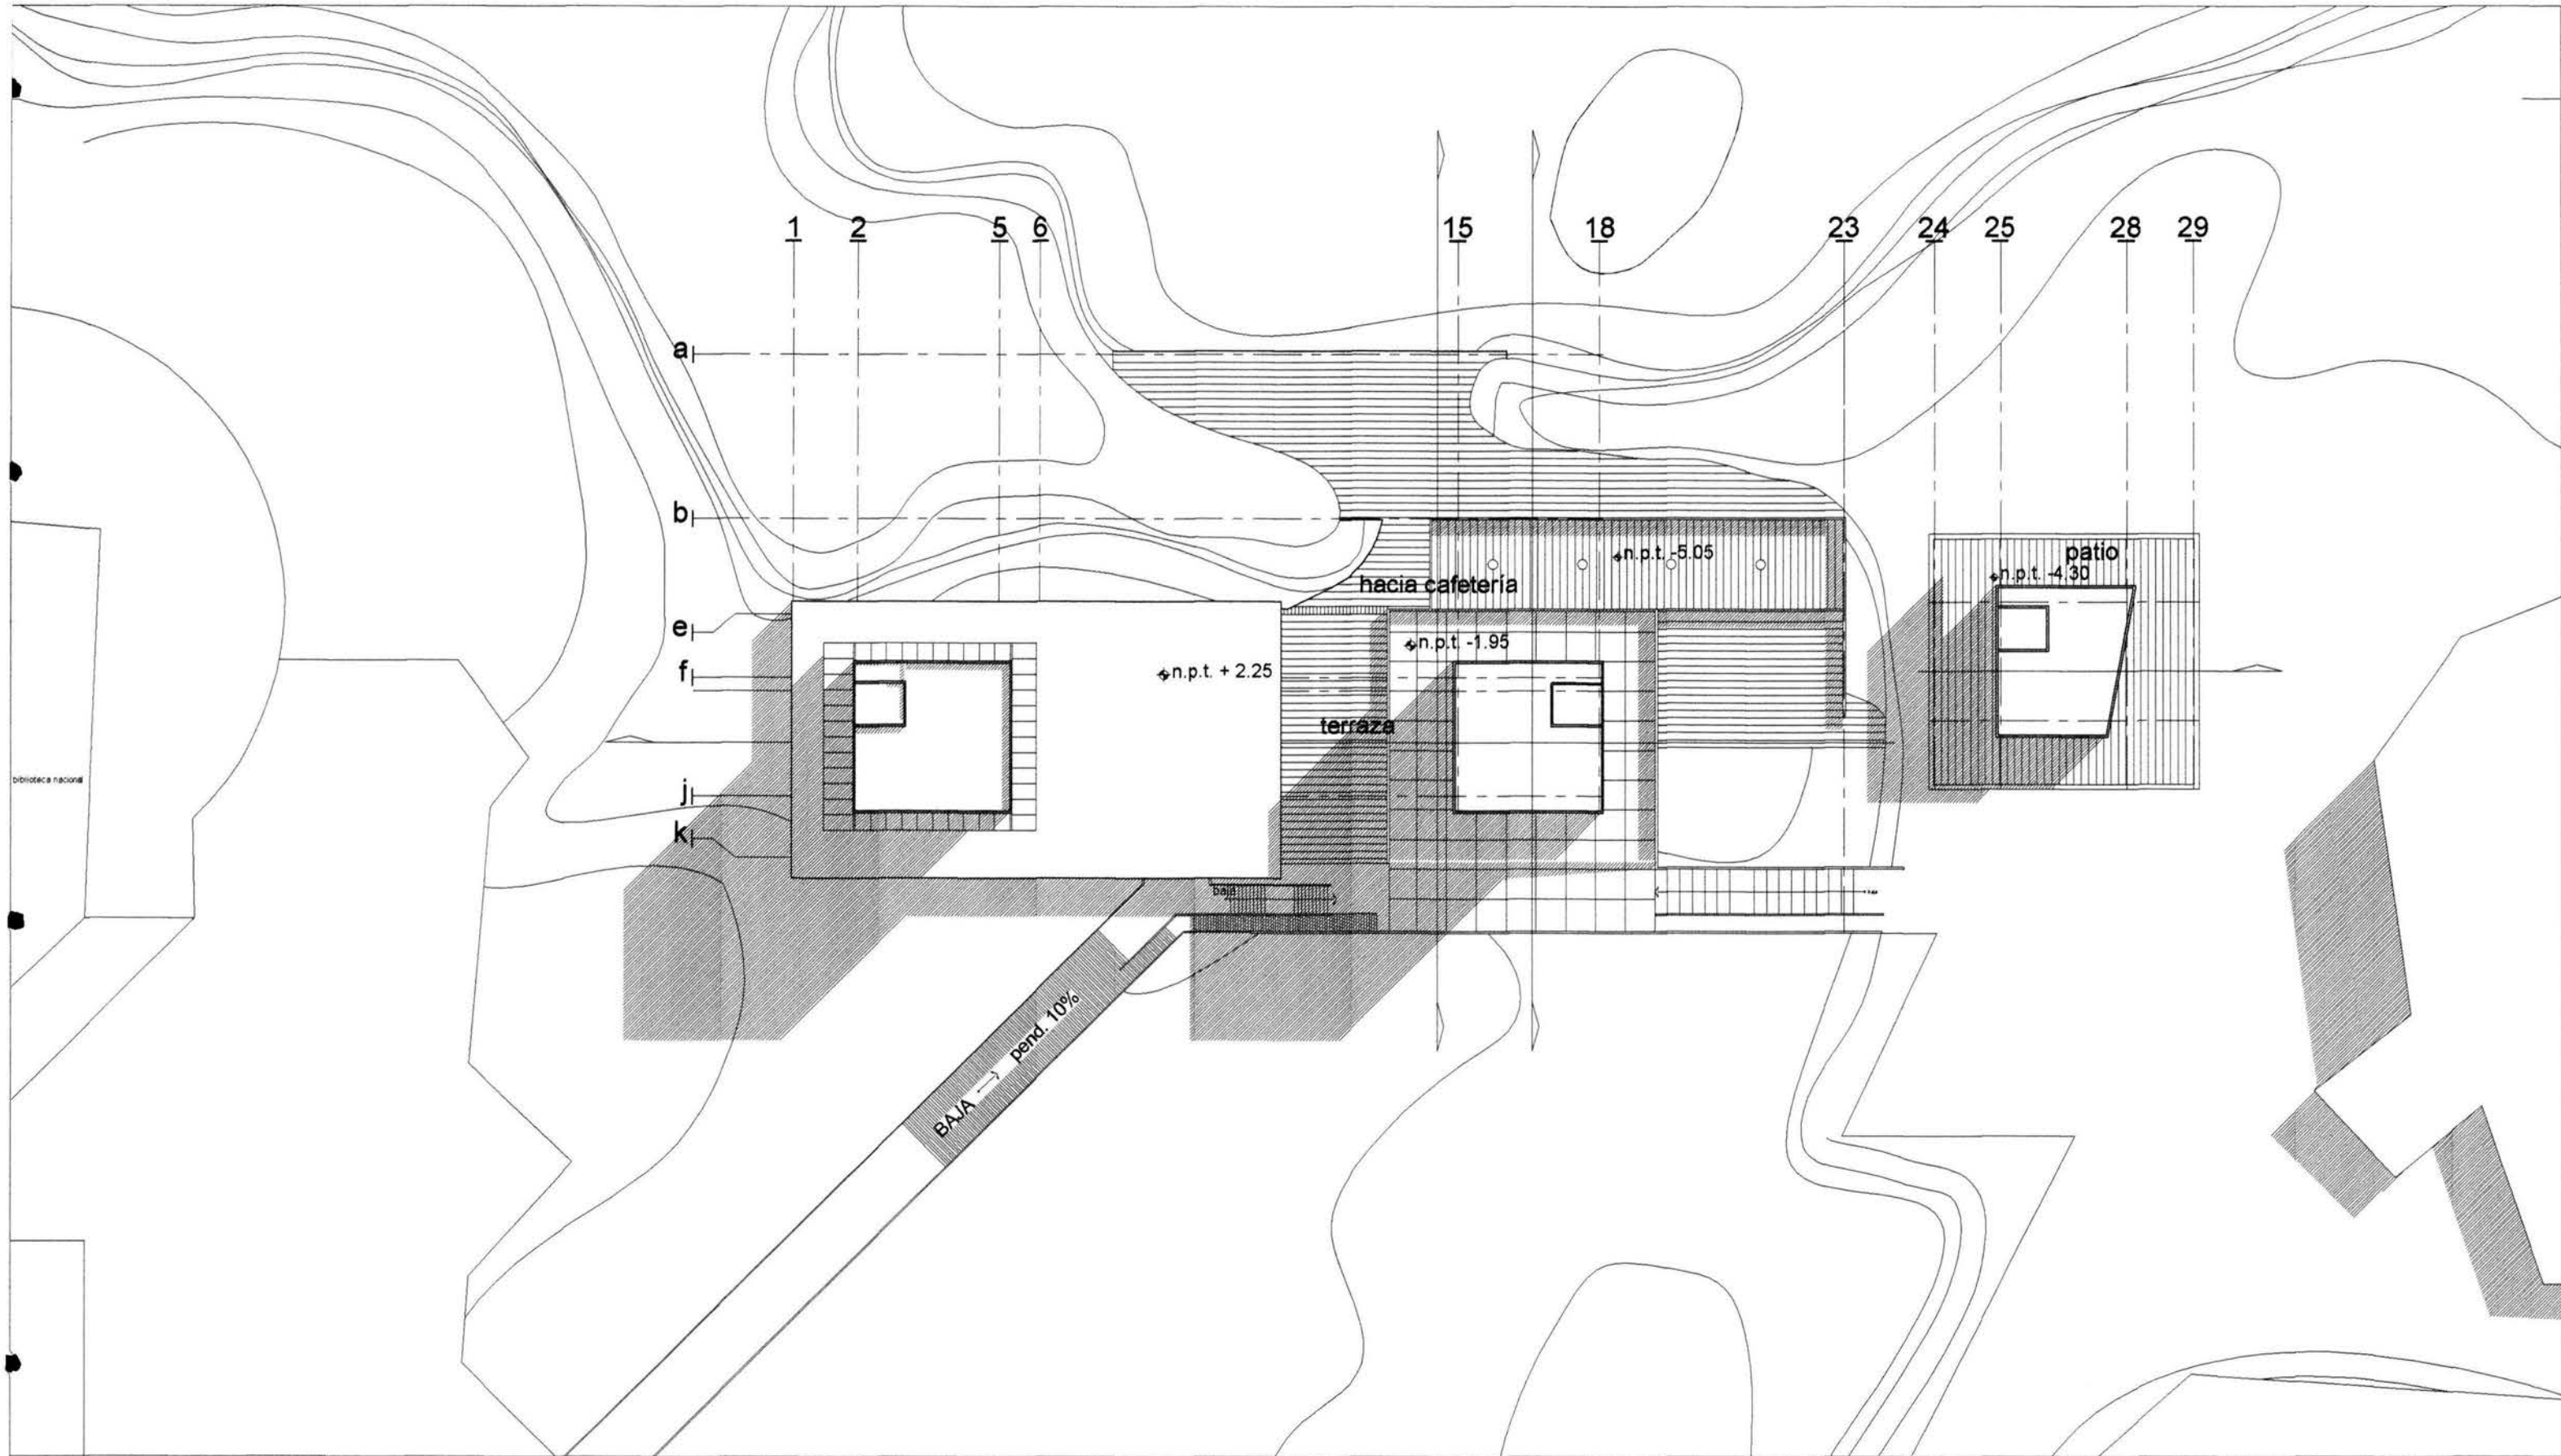 1 2 5 6 15 18 23 24 25 28 29
a
b
n.p.t. -5.05
patio
n.p.t. -4.30
hacia cafetería
e
n.p.t. -1.95
f
n.p.t. + 2.25
terraza
biblioteca nacional
j
k
baja
BAJA → pend. 10%